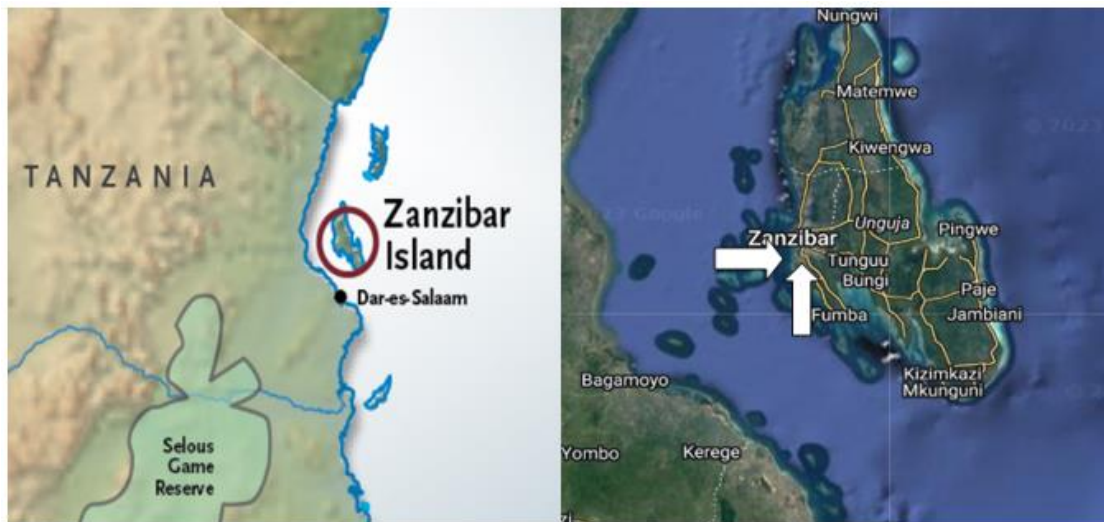 TANZANIA
Zanzibar
Island
Dar-es-Salaam
Selous
Game
Reserve
Nungwi
Matemwe
Kiwengwa
Unguja
Zanzibar
Pingwe
Tunguu
Bungi
Paje
Fumba
Jambiani
Kizimkazi
Mkunguni
Bagamoyo
Yombo
Kerege